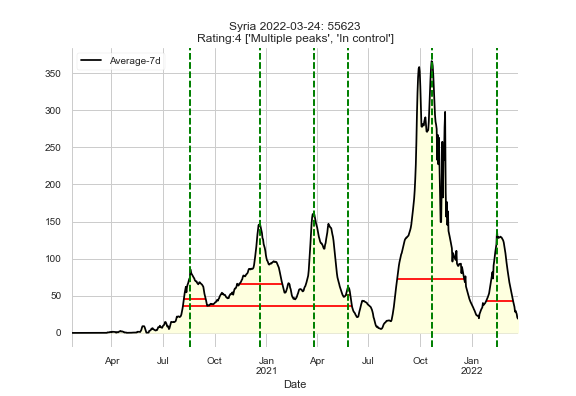 Syria 2022-03-24: 55623
Rating:4 ['Multiple peaks', 'In control']
Average-7d
350
300
250
200
150
100
50
0
Apr Jul Oct Jan Apr Jul Oct Jan
2021 2022
Date